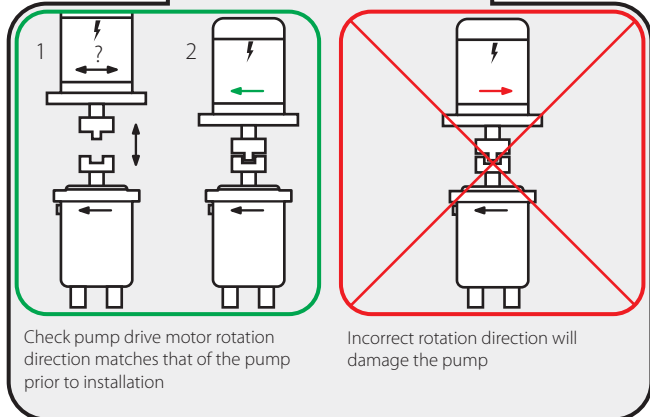 1
?
2
Check pump drive motor rotation
direction matches that of the pump
prior to installation
Incorrect rotation direction will
damage the pump